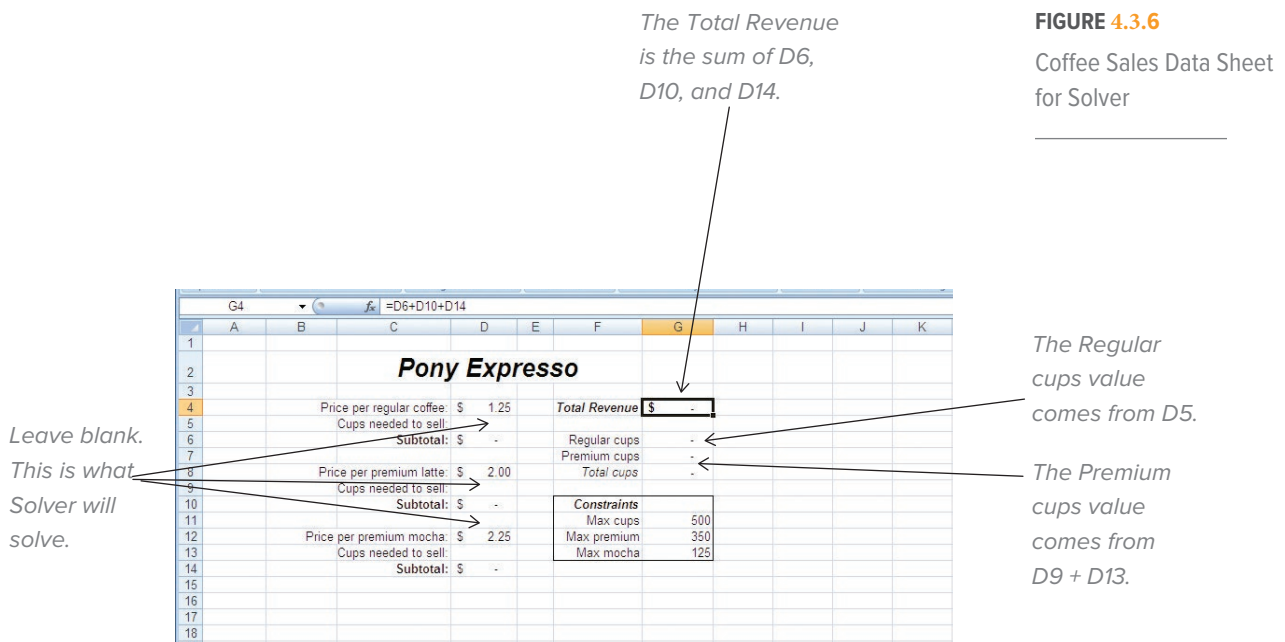 The Total Revenue
is the sum of D6,
D10, and D14.
FIGURE 4.3.6
Coffee Sales Data Sheet
for Solver
G4 fx =D6+D10+D14
A B C D E F G H I J K
1
2 Pony Expresso
3
4 Price per regular coffee: $ 1.25 Total Revenue $ -
5 Cups needed to sell:
6 Subtotal: $ - Regular cups -
7 Premium cups -
8 Price per premium latte: $ 2.00 Total cups -
9 Cups needed to sell:
10 Subtotal: $ - Constraints
11 Max cups 500
12 Price per premium mocha: $ 2.25 Max premium 350
13 Cups needed to sell: Max mocha 125
14 Subtotal: $ -
15
16
17
18
Leave blank.
This is what
Solver will
solve.
The Regular
cups value
comes from D5.
The Premium
cups value
comes from
D9 + D13.